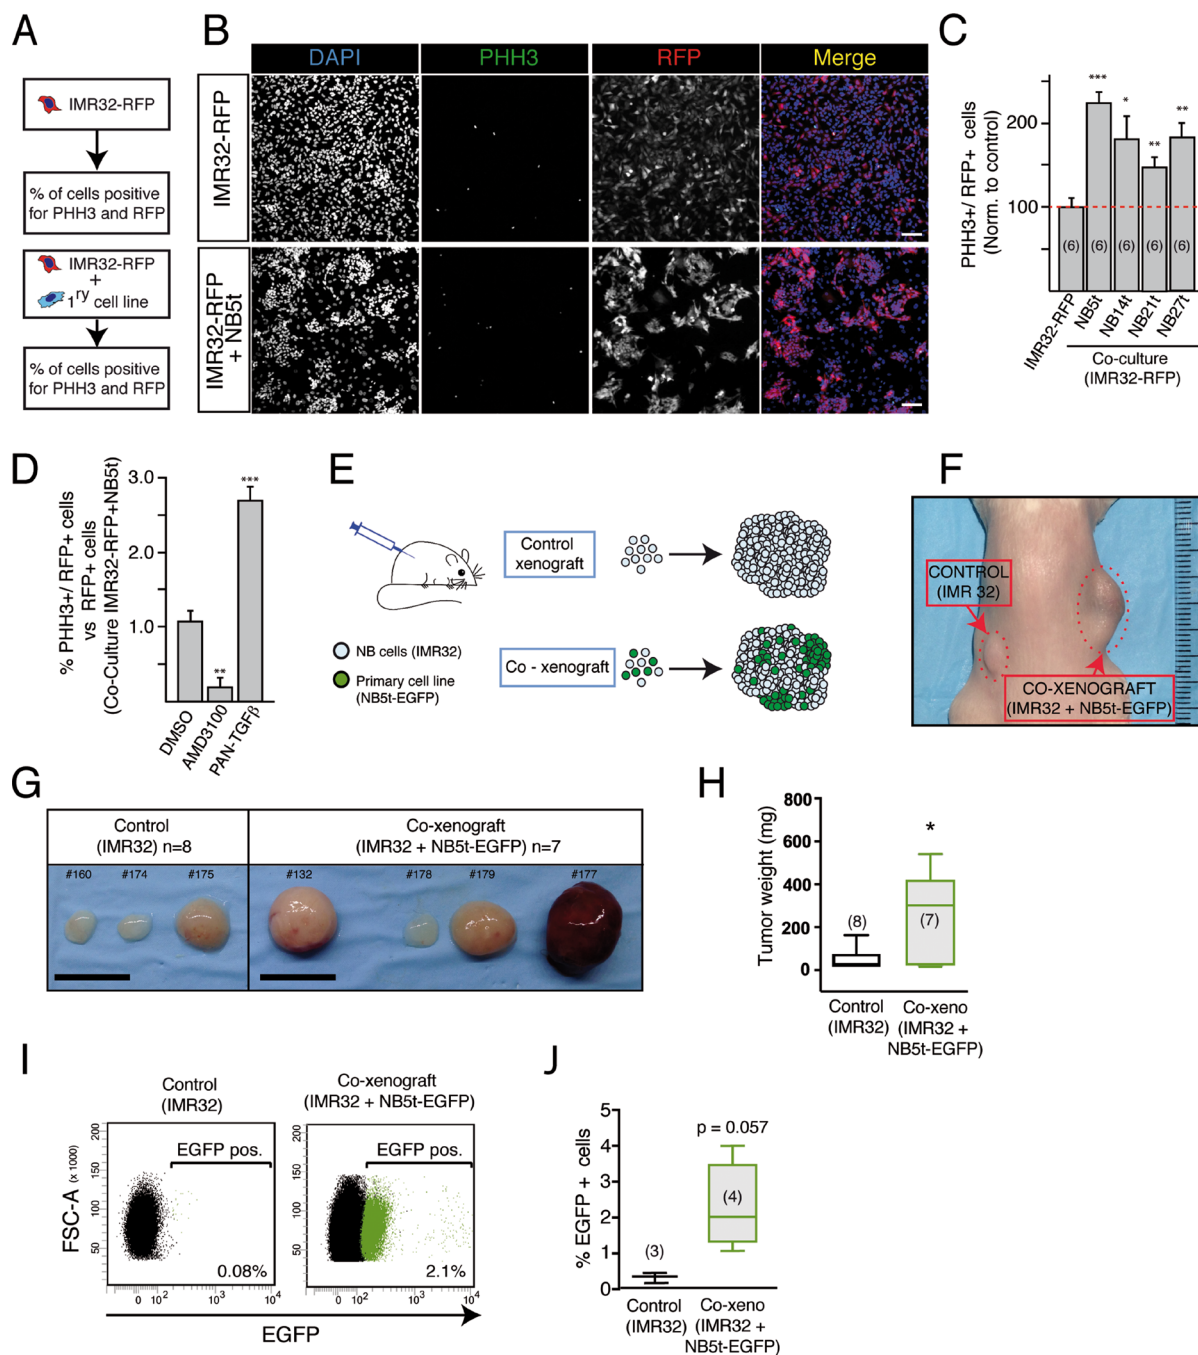 A
IMR32-RFP
% of cells positive
for PHH3 and RFP
IMR32-RFP
+
1ry cell line
% of cells positive
for PHH3 and RFP
B
DAPI
PHH3
RFP
Merge
IMR32-RFP
IMR32-RFP
+ NB5t
C
PHH3+/ RFP+ cells
(Norm. to control)
200
100
***
*
**
**
(6)
(6)
(6)
(6)
(6)
IMR32-RFP
NB5t
NB14t
NB21t
NB27t
Co-culture
(IMR32-RFP)
D
% PHH3+/ RFP+ cells
vs RFP+ cells
(Co-Culture IMR32-RFP+NB5t)
3.0
2.0
1.0
**
***
DMSO
AMD3100
PAN-TGFβ
E
Control
xenograft
NB cells (IMR32)
Co - xenograft
Primary cell line
(NB5t-EGFP)
F
CONTROL
(IMR 32)
CO-XENOGRAFT
(IMR32 + NB5t-EGFP)
G
Control
(IMR32) n=8
Co-xenograft
(IMR32 + NB5t-EGFP) n=7
#160
#174
#175
#132
#178
#179
#177
H
Tumor weight (mg)
800
600
400
200
0
*
(8)
(7)
Control
(IMR32)
Co-xeno
(IMR32 +
NB5t-EGFP)
I
Control
(IMR32)
Co-xenograft
(IMR32 + NB5t-EGFP)
FSC-A (x 1000)
200
150
100
50
EGFP pos.
0.08%
0 10² 10³ 10⁴
200
150
100
50
EGFP pos.
2.1%
0 10² 10³ 10⁴
EGFP
J
% EGFP + cells
5
4
3
2
1
0
p = 0.057
(3)
(4)
Control
(IMR32)
Co-xeno
(IMR32 +
NB5t-EGFP)